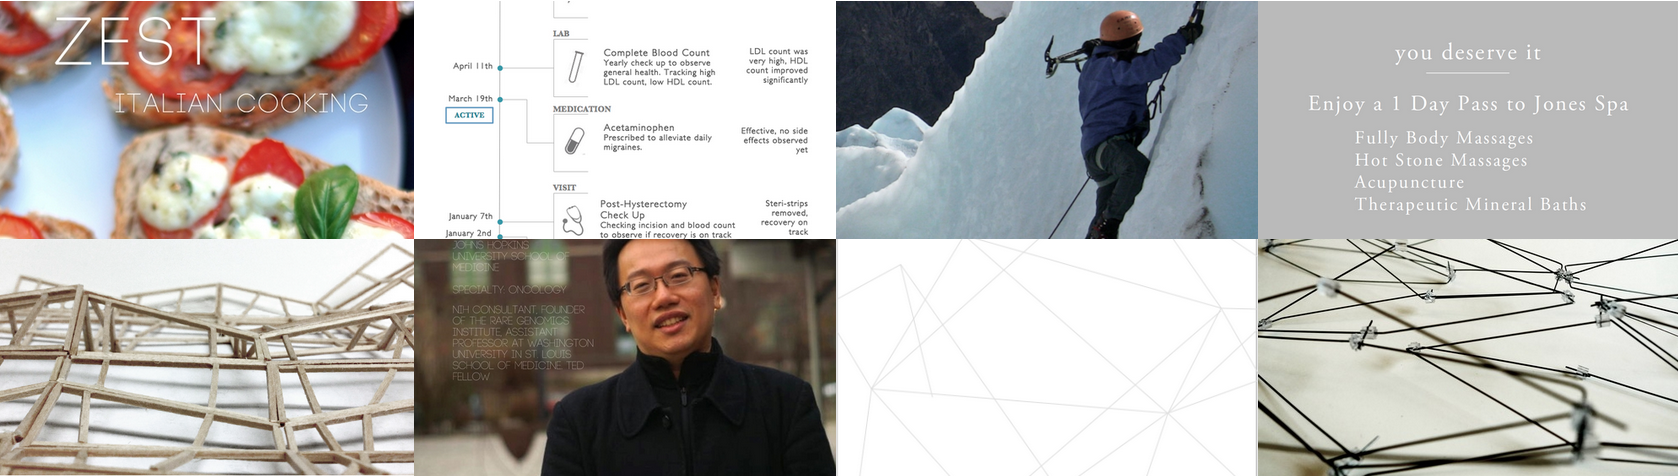 ZEST
ITALIAN COOKING
LAB
April 11th
Complete Blood Count
Yearly check up to observe
general health. Tracking high
LDL count, low HDL count.
LDL count was
very high, HDL
count improved
significantly
March 19th
ACTIVE
MEDICATION
Acetaminophen
Prescribed to alleviate daily
migraines.
Effective, no side
effects observed
yet
VISIT
January 7th
January 2nd
Post-Hysterectomy
Check Up
Checking incision and blood count
to observe if recovery is on track
Steri-strips
removed,
recovery on
track
you deserve it
Enjoy a 1 Day Pass to Jones Spa
Fully Body Massages
Hot Stone Massages
Acupuncture
Therapeutic Mineral Baths
JOHNS HOPKINS
UNIVERSITY SCHOOL OF
MEDICINE
SPECIALTY: ONCOLOGY
NIH CONSULTANT, FOUNDER
OF THE RARE GENOMICS
INSTITUTE, ASSISTANT
PROFESSOR AT WASHINGTON
UNIVERSITY IN ST. LOUIS
SCHOOL OF MEDICINE, TED
FELLOW